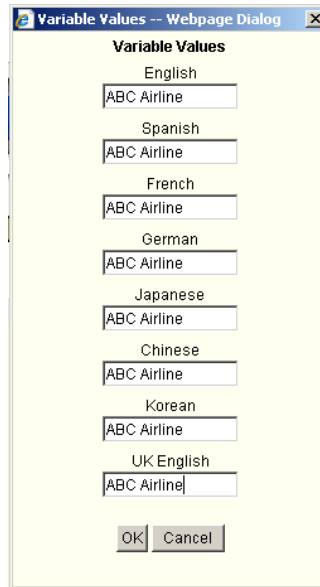 Variable Values -- Webpage Dialog
Variable Values
English
ABC Airline
Spanish
ABC Airline
French
ABC Airline
German
ABC Airline
Japanese
ABC Airline
Chinese
ABC Airline
Korean
ABC Airline
UK English
ABC Airline
OK Cancel